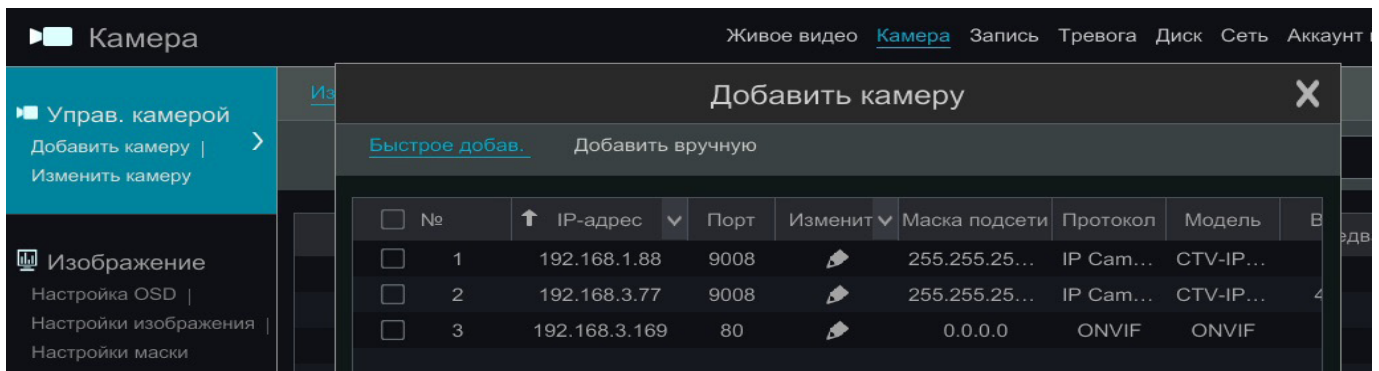 Камера
Живое видео Камера Запись Тревога Диск Сеть Аккаунт
Управ. камерой
Добавить камеру |
Изменить камеру
Из
Добавить камеру X
Быстрое добав. Добавить вручную
№ IP-адрес Порт Изменит Маска подсети Протокол Модель В
1 192.168.1.88 9008 255.255.25... IP Cam... CTV-IP...
2 192.168.3.77 9008 255.255.25... IP Cam... CTV-IP...
3 192.168.3.169 80 0.0.0.0 ONVIF ONVIF
Изображение
Настройка OSD |
Настройки изображения |
Настройки маски